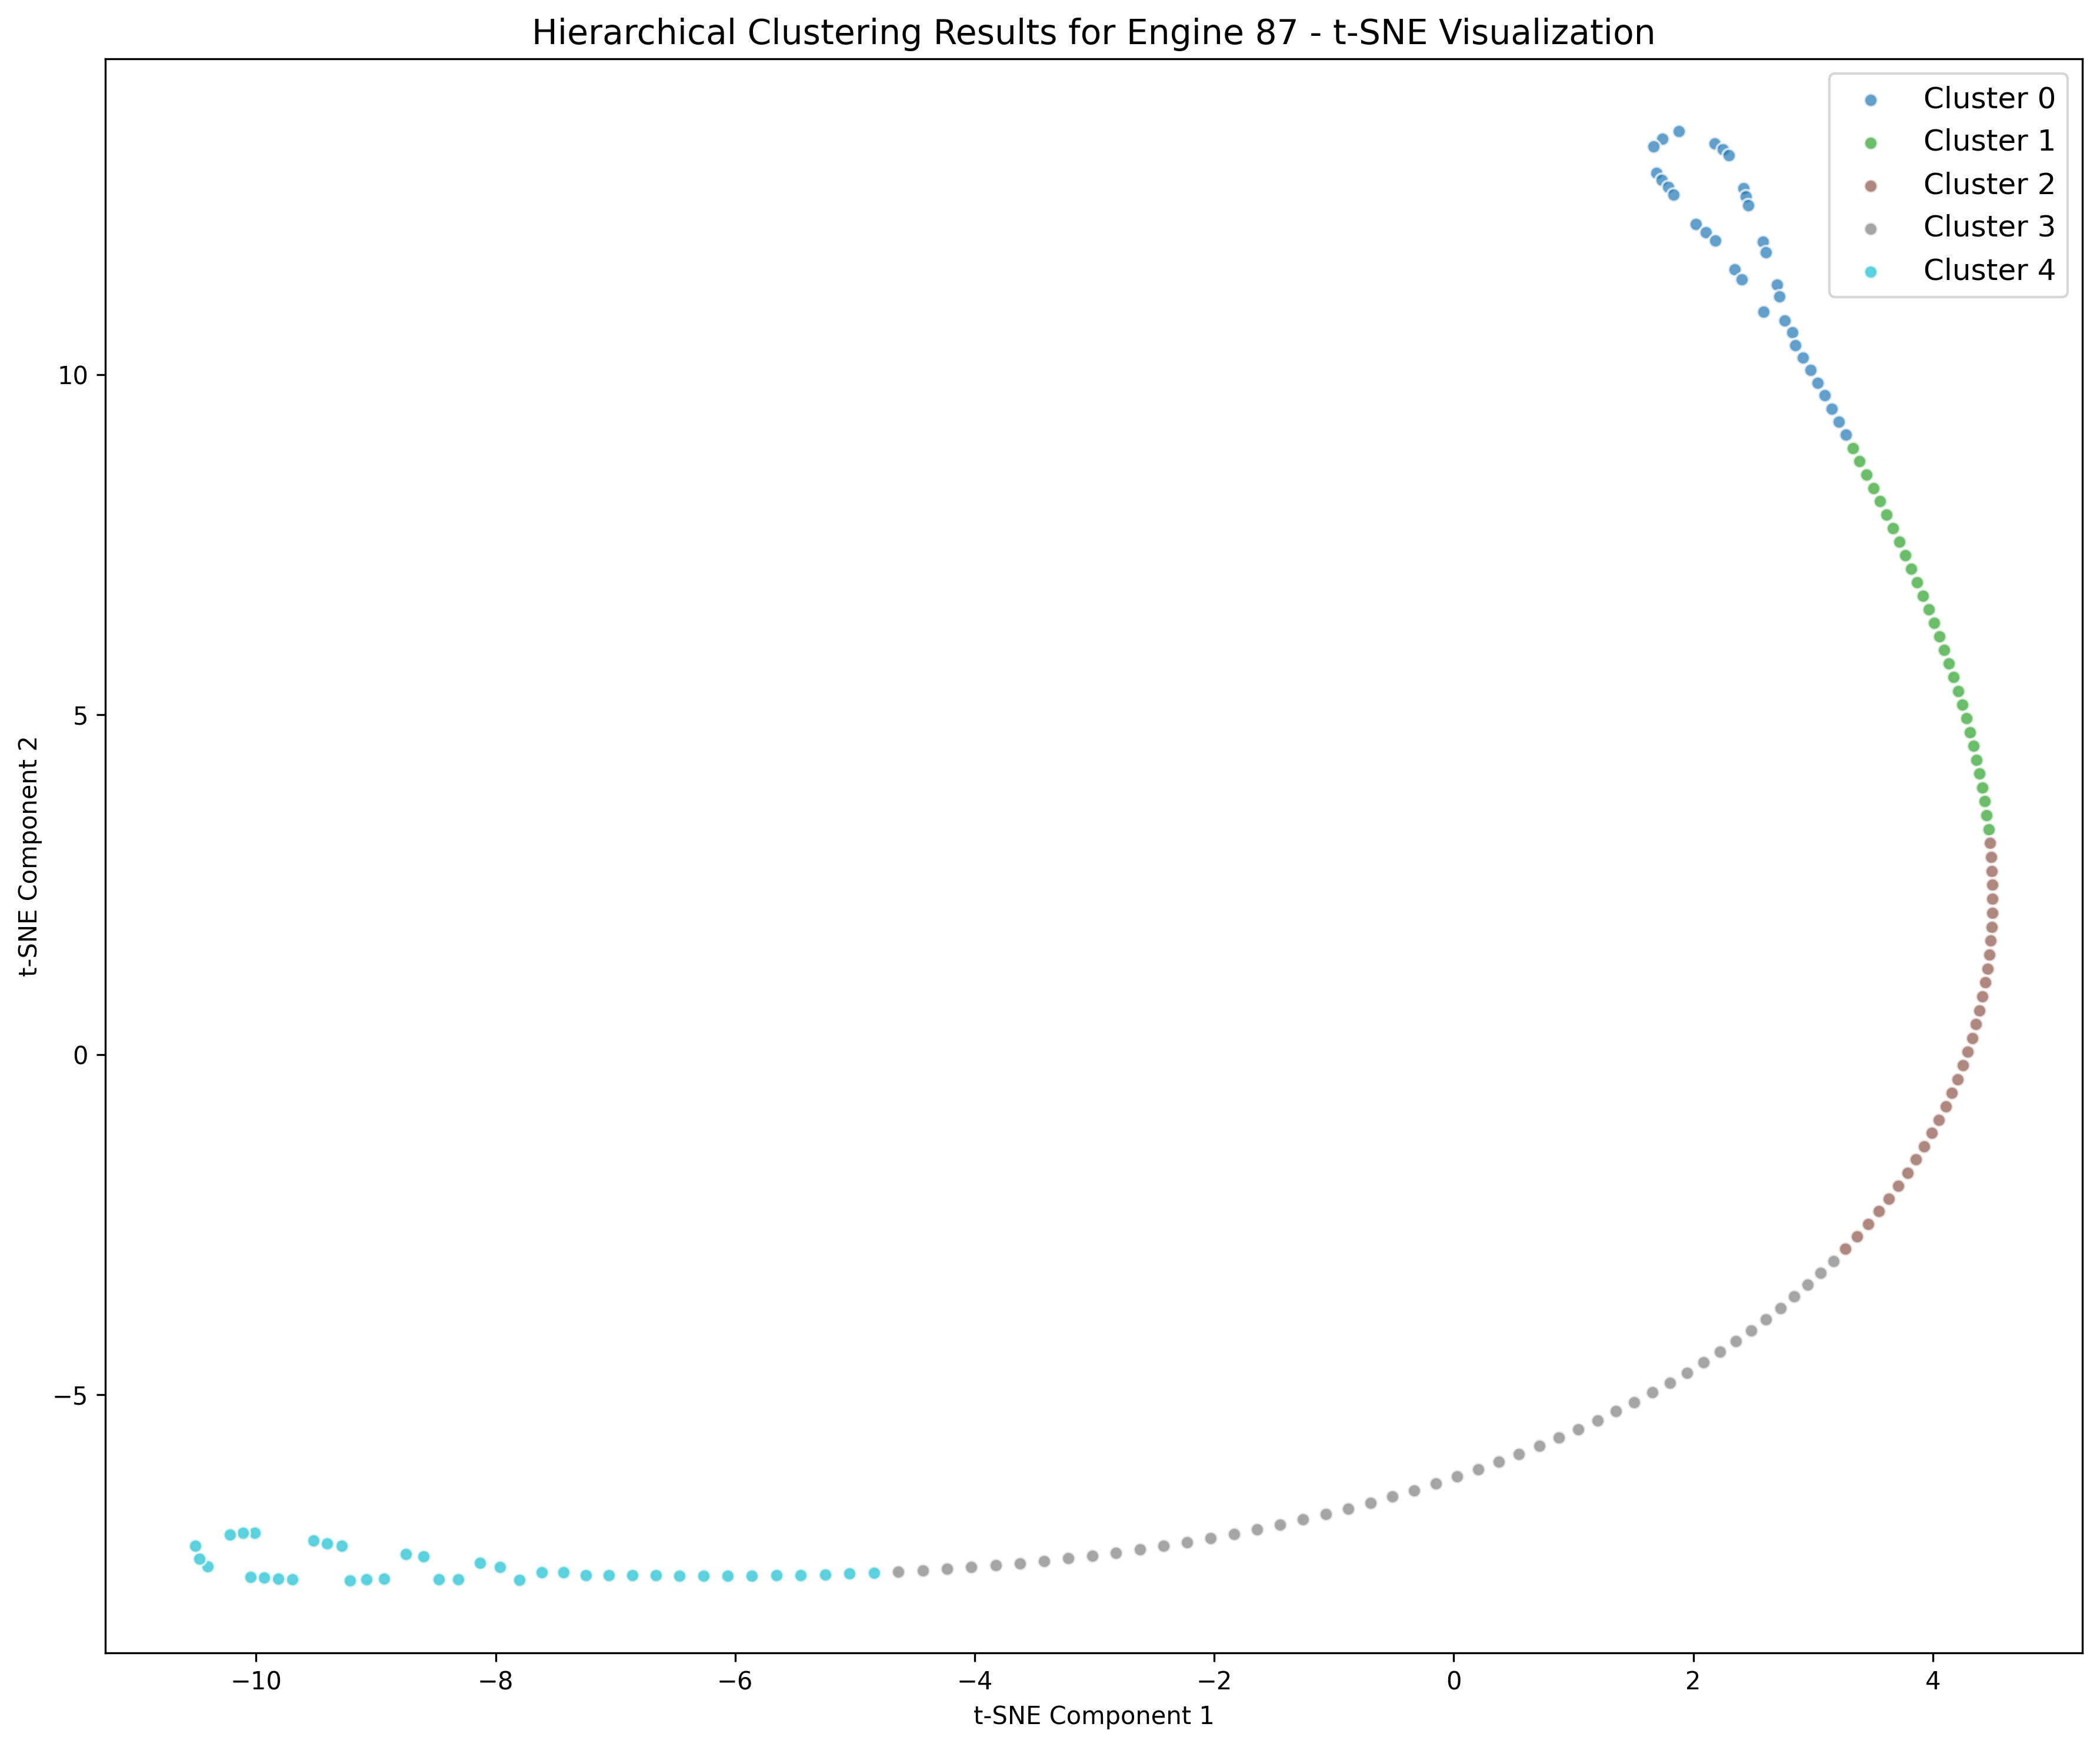 Hierarchical Clustering Results for Engine 87 - t-SNE Visualization
Cluster 0
Cluster 1
Cluster 2
Cluster 3
Cluster 4
10
5
0
−5
t-SNE Component 2
−10 −8 −6 −4 −2 0 2 4
t-SNE Component 1